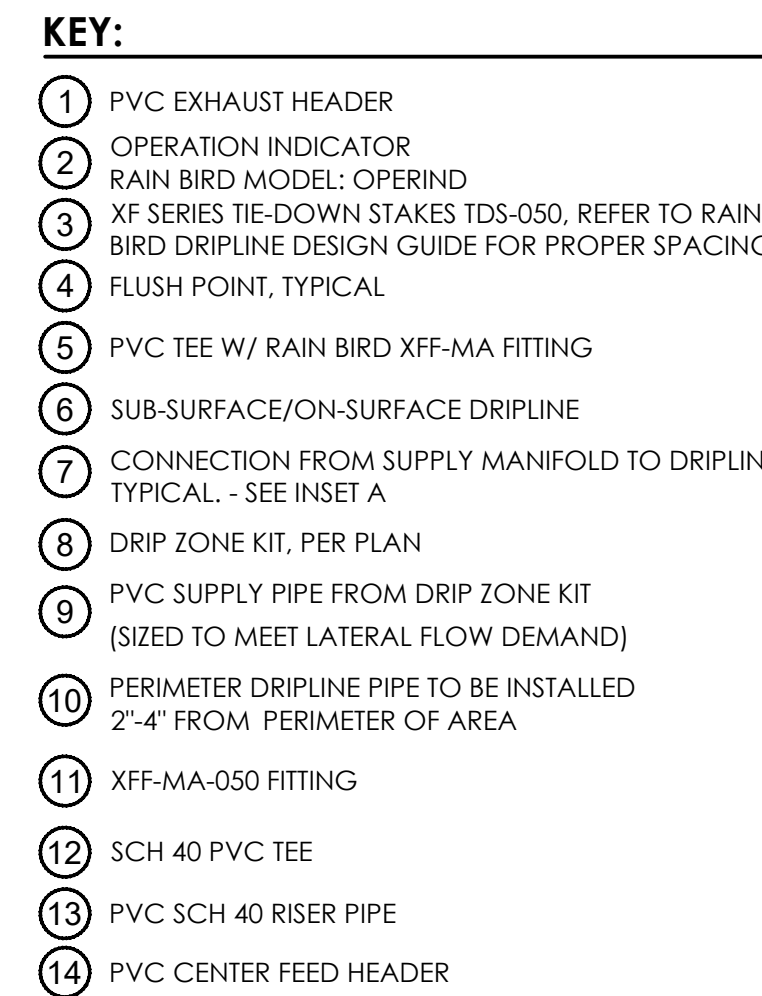 KEY:
1 PVC EXHAUST HEADER
2 OPERATION INDICATOR
RAIN BIRD MODEL: OPERIND
3 XF SERIES TIE-DOWN STAKES TDS-050, REFER TO RAIN
BIRD DRIPLINE DESIGN GUIDE FOR PROPER SPACING
4 FLUSH POINT, TYPICAL
5 PVC TEE W/ RAIN BIRD XFF-MA FITTING
6 SUB-SURFACE/ON-SURFACE DRIPLINE
7 CONNECTION FROM SUPPLY MANIFOLD TO DRIPLIN
TYPICAL. - SEE INSET A
8 DRIP ZONE KIT, PER PLAN
9 PVC SUPPLY PIPE FROM DRIP ZONE KIT
(SIZED TO MEET LATERAL FLOW DEMAND)
10 PERIMETER DRIPLINE PIPE TO BE INSTALLED
2"-4" FROM PERIMETER OF AREA
11 XFF-MA-050 FITTING
12 SCH 40 PVC TEE
13 PVC SCH 40 RISER PIPE
14 PVC CENTER FEED HEADER